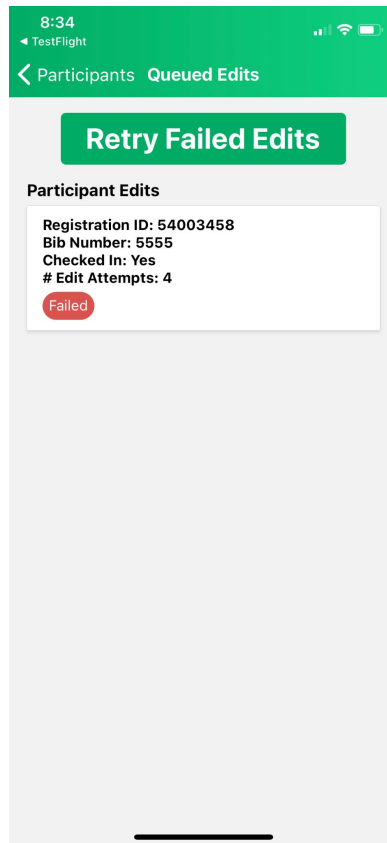 8:34
◀ TestFlight
Participants Queued Edits
Retry Failed Edits
Participant Edits
Registration ID: 54003458
Bib Number: 5555
Checked In: Yes
# Edit Attempts: 4
Failed